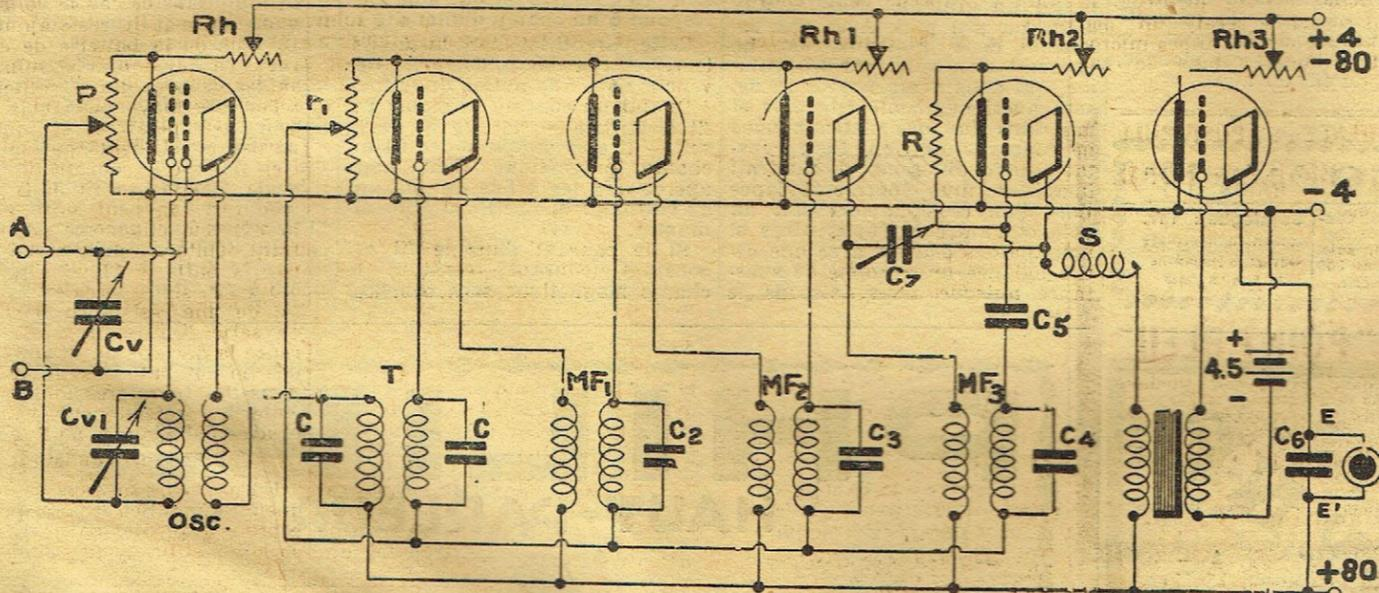 Rh
Rh1
Rh2
Rh3
+4
-80
P
r1
R
-4
A
S
C7
Cv
C5
+
4.5
-
B
T
MF1
MF2
MF3
Cv1
C
C
C2
C3
C4
C6
E
E'
OSC.
+80